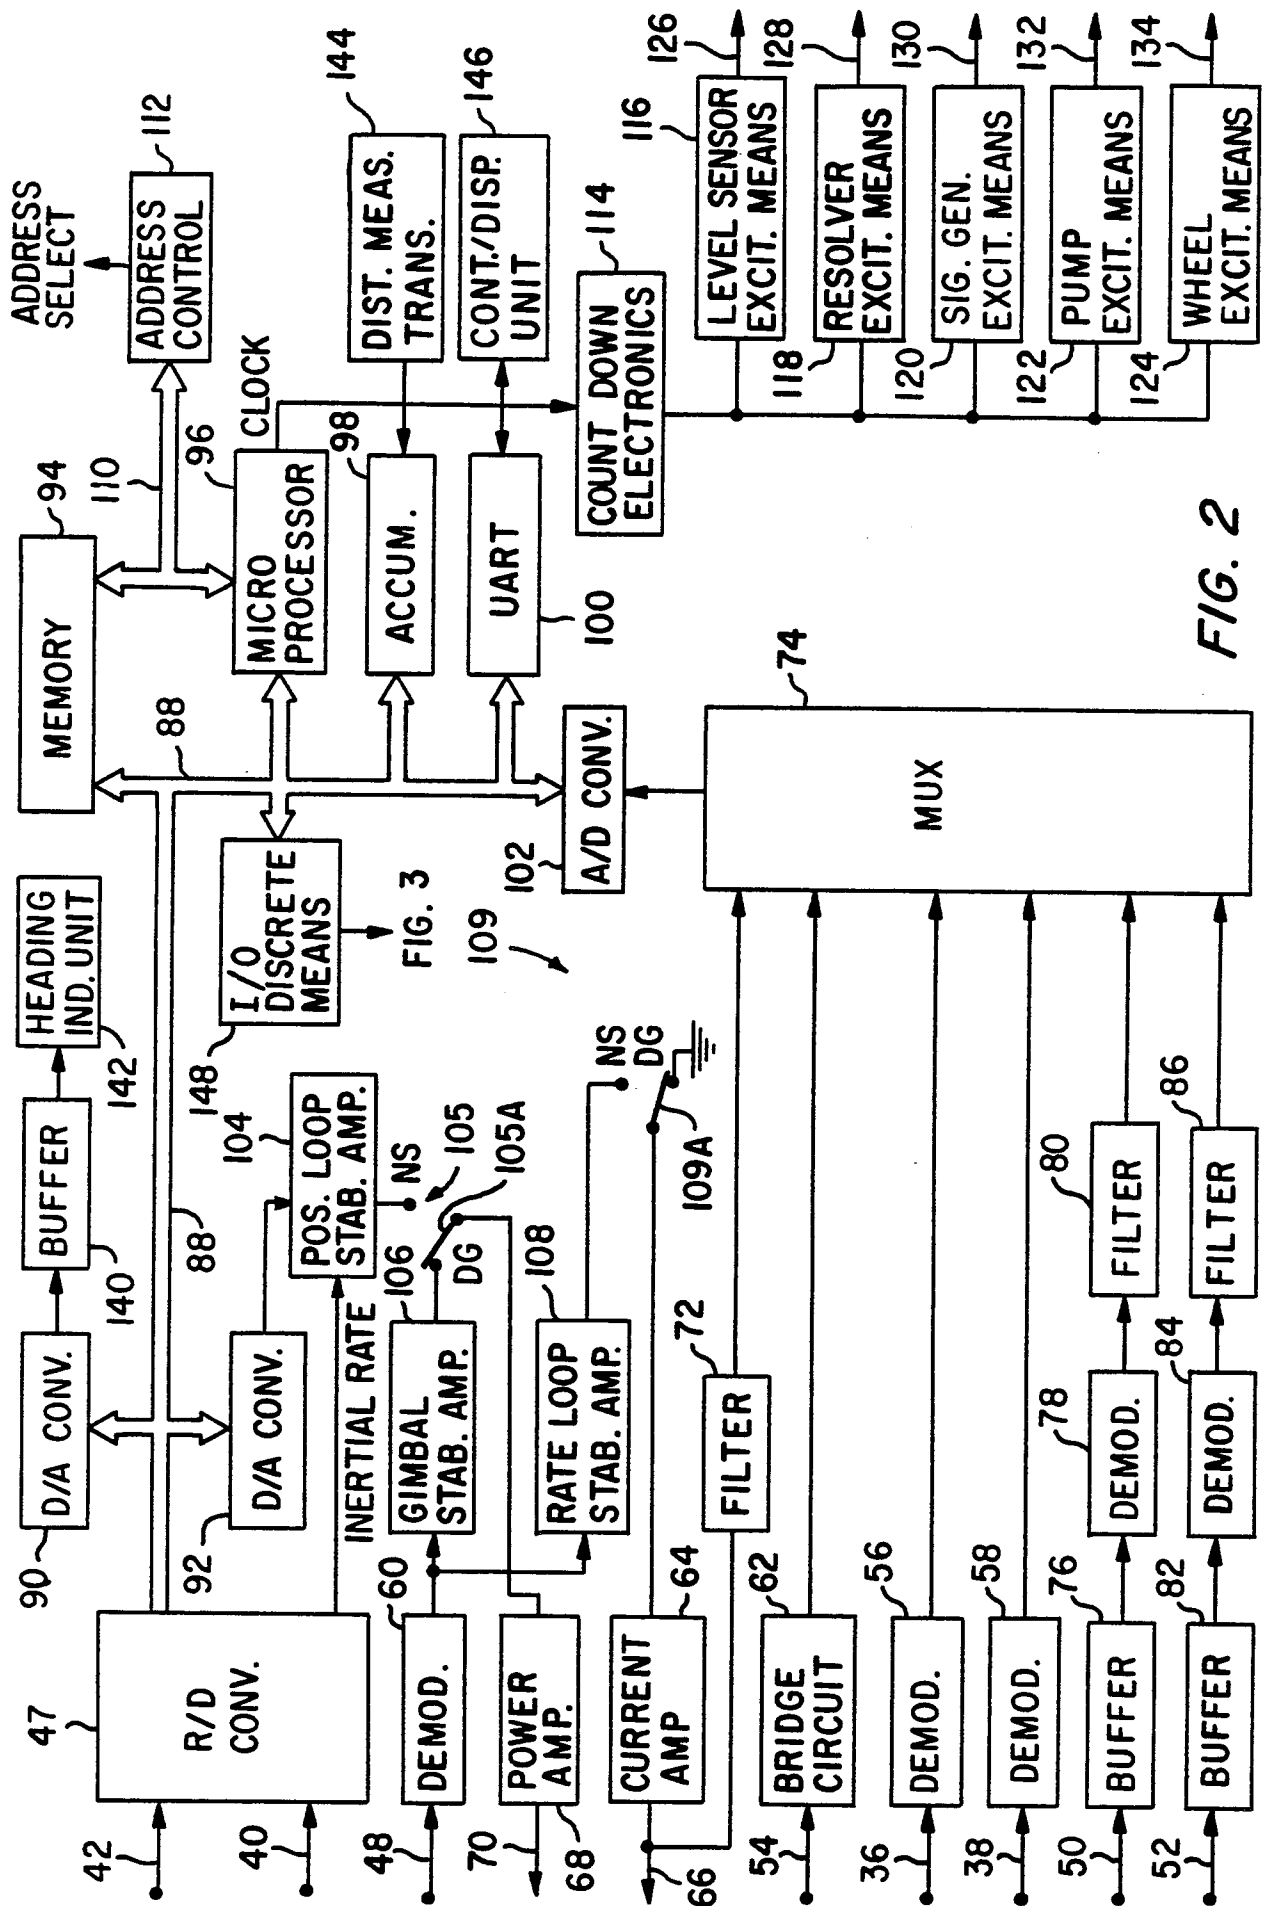 42
40
48
70
68
66
54
36
38
50
52
47
R/D
CONV.
60
DEMOD.
POWER
AMP.
CURRENT
AMP
64
62
BRIDGE
CIRCUIT
56
DEMOD.
58
DEMOD.
76
BUFFER
82
BUFFER
90
D/A CONV.
92
D/A CONV.
INERTIAL RATE
GIMBAL
STAB. AMP.
106
RATE LOOP
STAB. AMP.
108
FILTER
72
78
DEMOD.
84
DEMOD.
140
BUFFER
88
104
POS. LOOP
STAB. AMP.
NS
105
105A
DG
109A
NS
DG
80
FILTER
86
FILTER
142
HEADING
IND. UNIT
148
I/O
DISCRETE
MEANS
FIG. 3
109
102
A/D CONV.
74
MUX
MEMORY
94
88
110
96
MICRO
PROCESSOR
CLOCK
98
ACCUM.
UART
100
ADDRESS
SELECT
ADDRESS
CONTROL
112
DIST. MEAS.
TRANS.
144
CONT./DISP.
UNIT
146
COUNT DOWN
ELECTRONICS
114
116
LEVEL SENSOR
EXCIT. MEANS
126
118
RESOLVER
EXCIT. MEANS
128
120
SIG. GEN.
EXCIT. MEANS
130
122
PUMP
EXCIT. MEANS
132
124
WHEEL
EXCIT. MEANS
134
FIG. 2